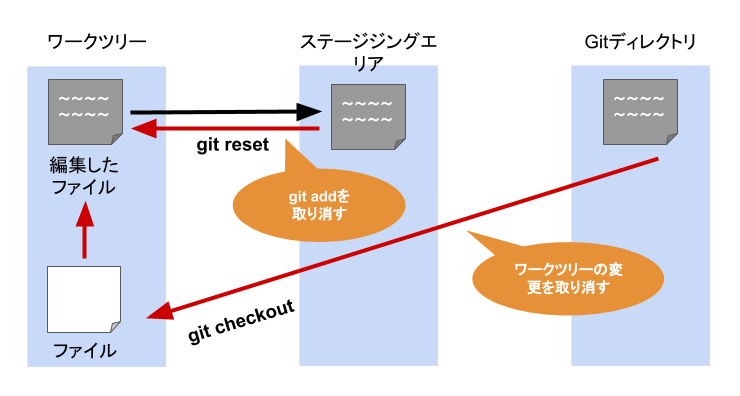 ワークツリー
ステージジングエ
リア
Gitディレクトリ
~~~~
~~~~
~~~~
~~~~
~~~~
~~~~
git reset
編集した
ファイル
git addを
取り消す
ワークツリーの変
更を取り消す
git checkout
ファイル